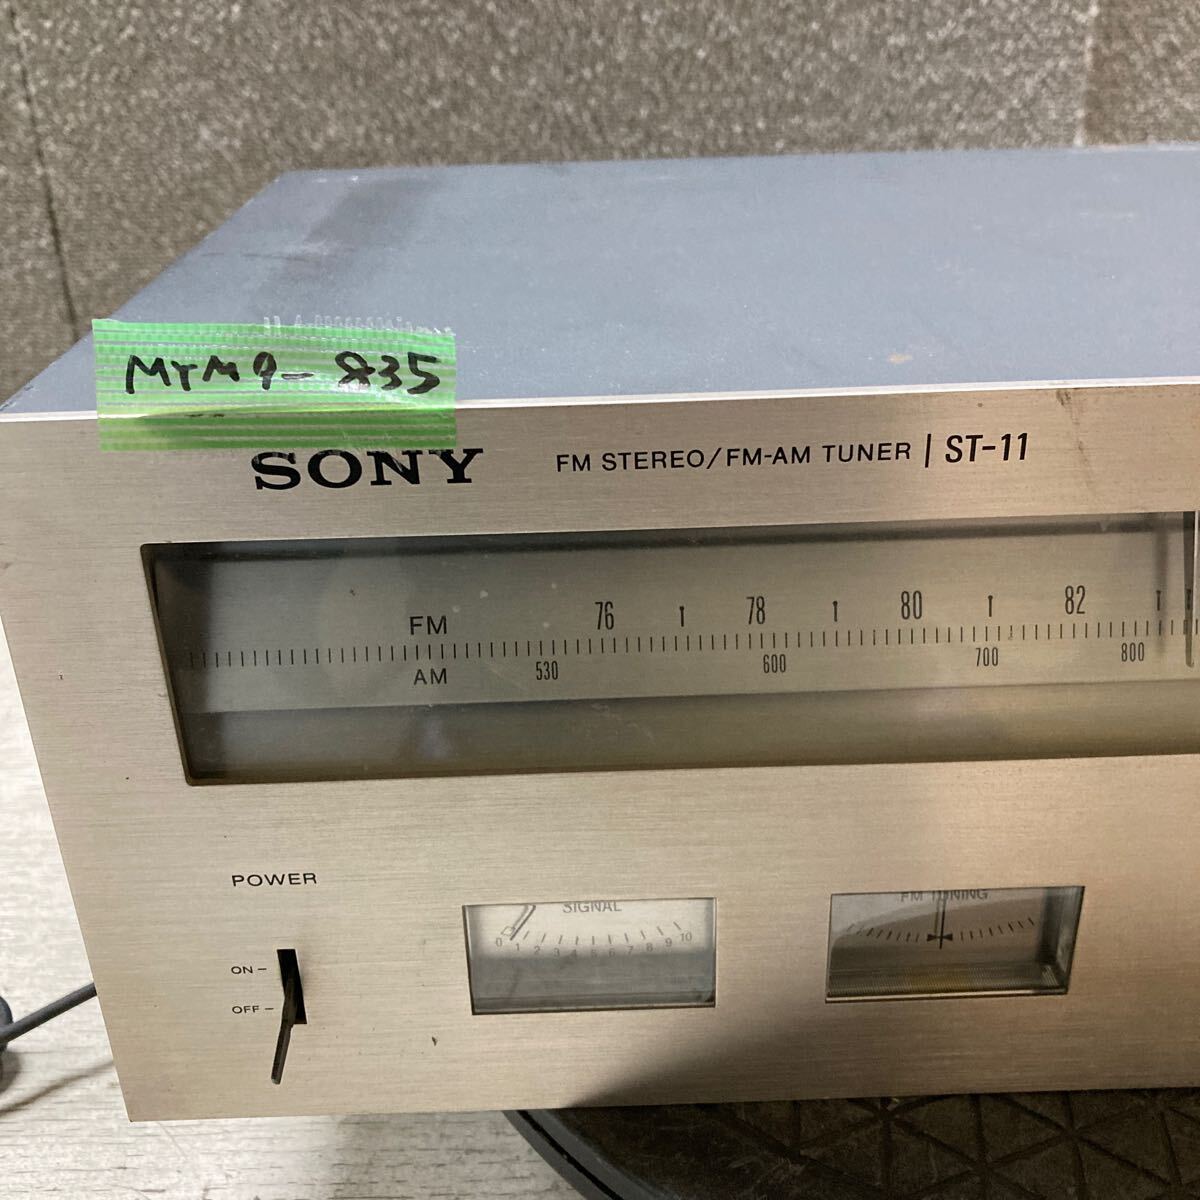 MYM9-835
SONY FM STEREO/FM-AM TUNER | ST-11
FM 76 78 80 82
AM 530 600 700 800
POWER
ON
OFF
SIGNAL
0 1 2 3 4 5 6 7 8 9 10
FM TUNING